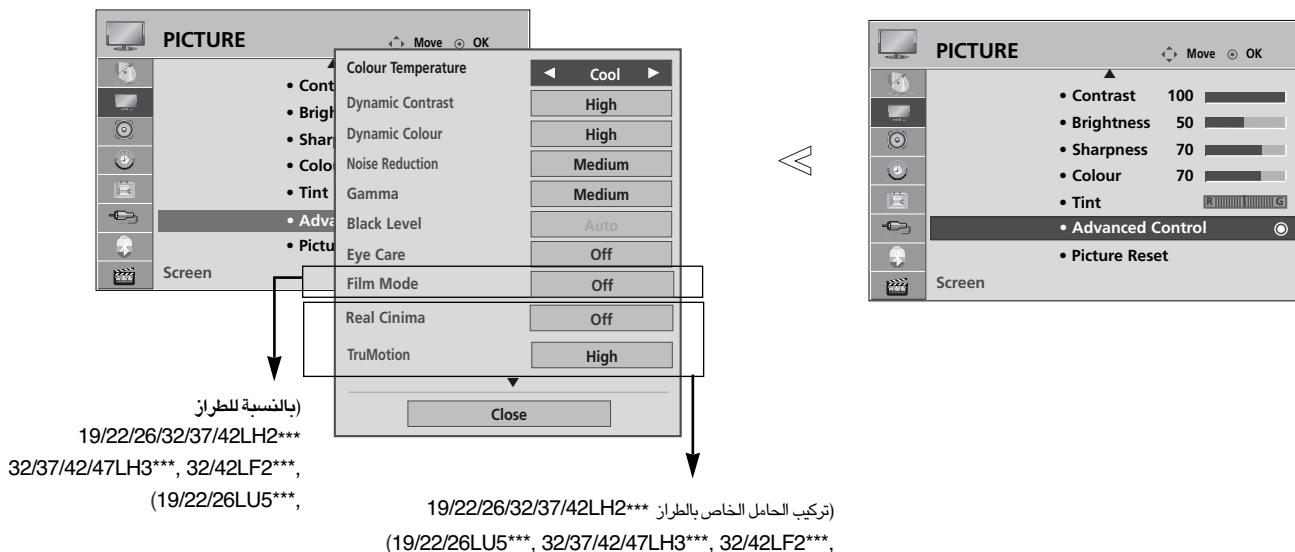 PICTURE
Move OK
• Cont
• Brigh
• Shar
• Colo
• Tint
• Adva
• Pictu
Screen
Colour Temperature ◄ Cool ►
Dynamic Contrast High
Dynamic Colour High
Noise Reduction Medium
Gamma Medium
Black Level Auto
Eye Care Off
Film Mode Off
Real Cinima Off
TruMotion High
Close
(بالنسبة للطراز
19/22/26/32/37/42LH2***
32/37/42/47LH3***, 32/42LF2***,
(19/22/26LU5***,
(تركيب الحامل الخاص بالطراز 19/22/26/32/37/42LH2***
(19/22/26LU5***, 32/37/42/47LH3***, 32/42LF2***,
PICTURE
Move OK
• Contrast 100
• Brightness 50
• Sharpness 70
• Colour 70
• Tint R G
• Advanced Control
• Picture Reset
Screen